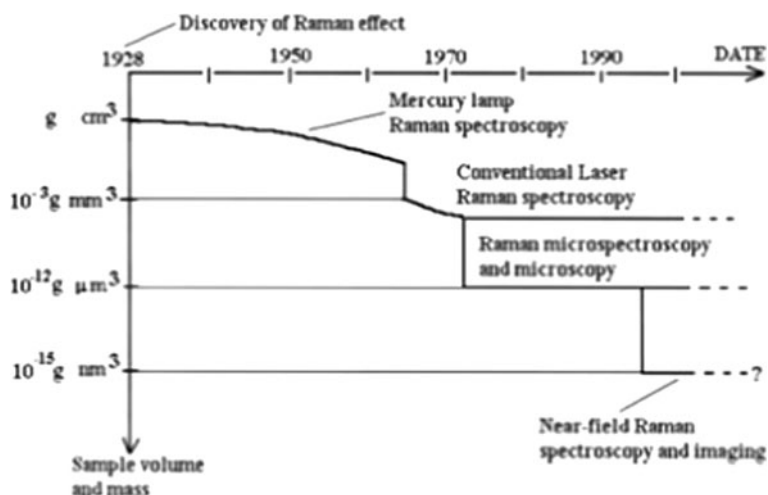 Discovery of Raman effect
1928 1950 1970 1990 DATE
Mercury lamp
Raman spectroscopy
g cm³
Conventional Laser
Raman spectroscopy
10⁻³g mm³
Raman microspectroscopy
and microscopy
10⁻¹²g μm³
10⁻¹⁵g nm³
?
Near-field Raman
spectroscopy and imaging
Sample volume
and mass